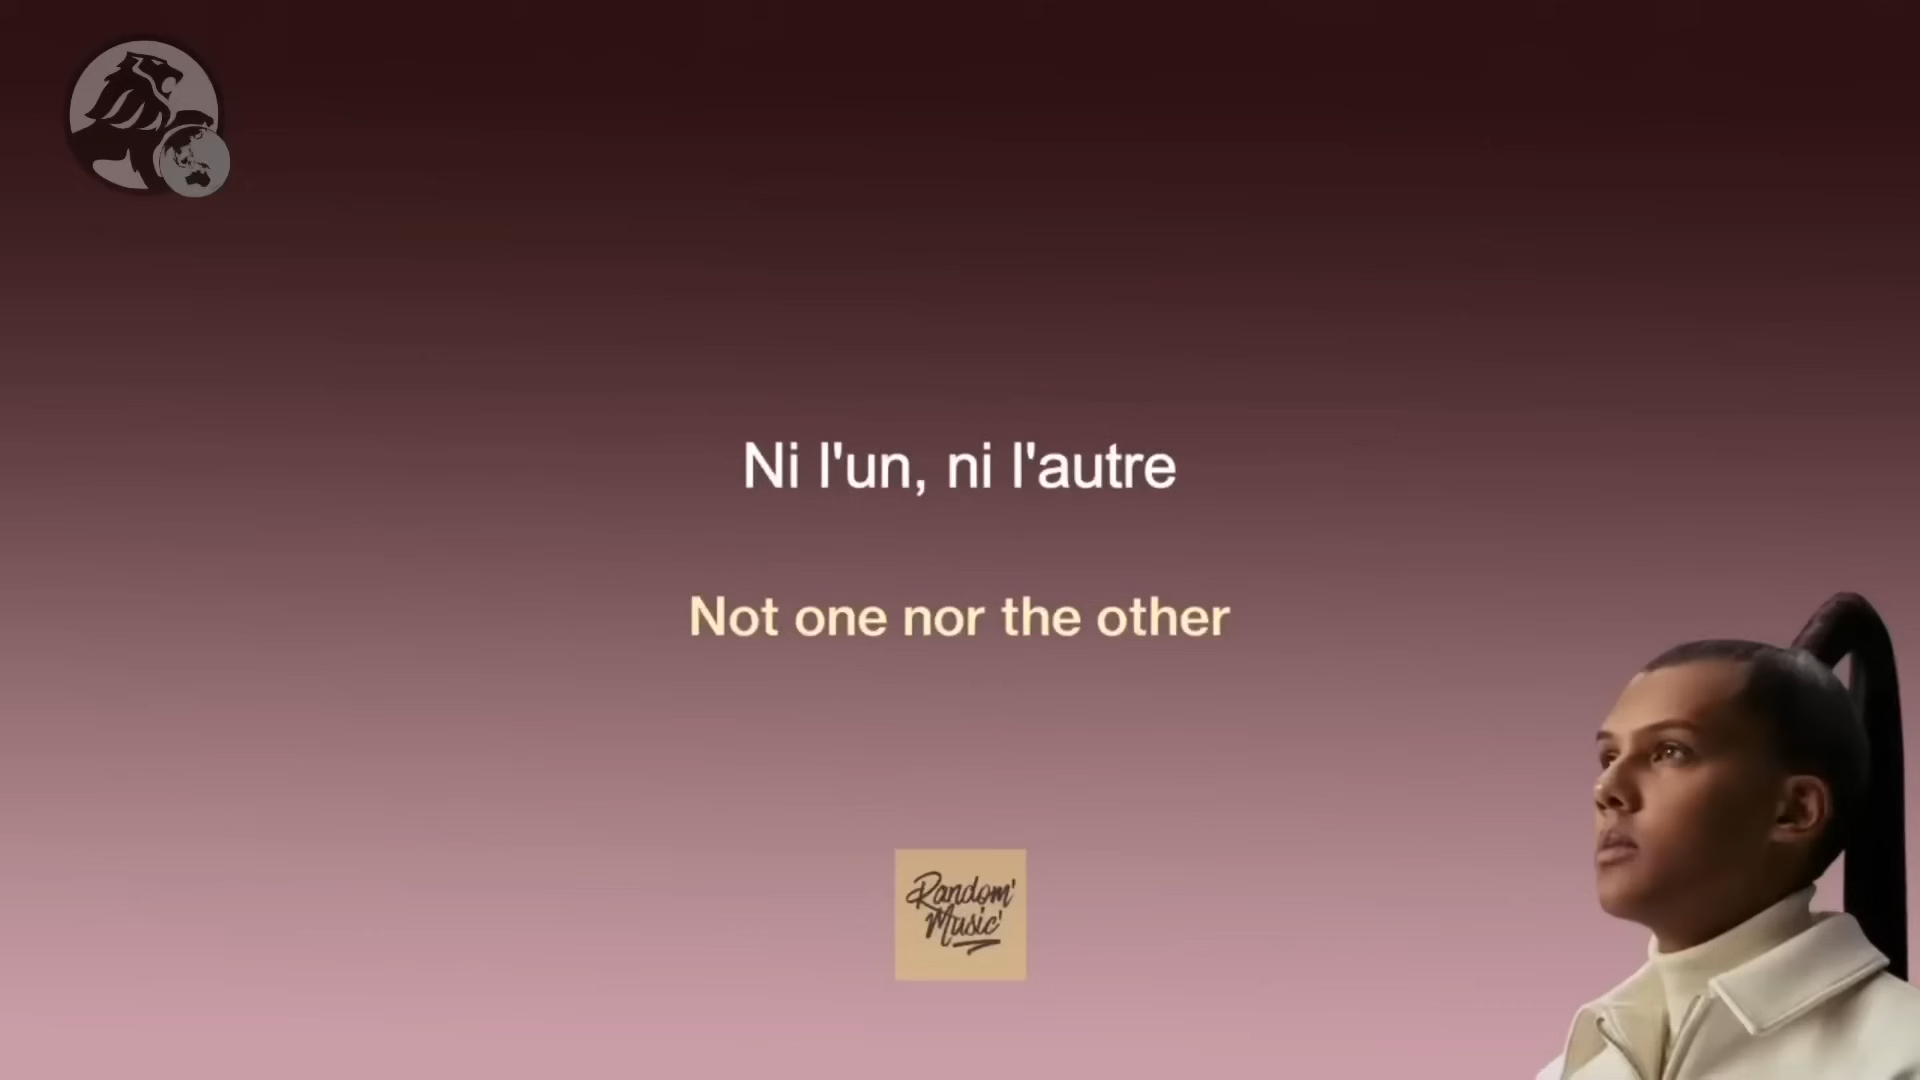 Ni l'un, ni l'autre
Not one nor the other
Random'
Music'